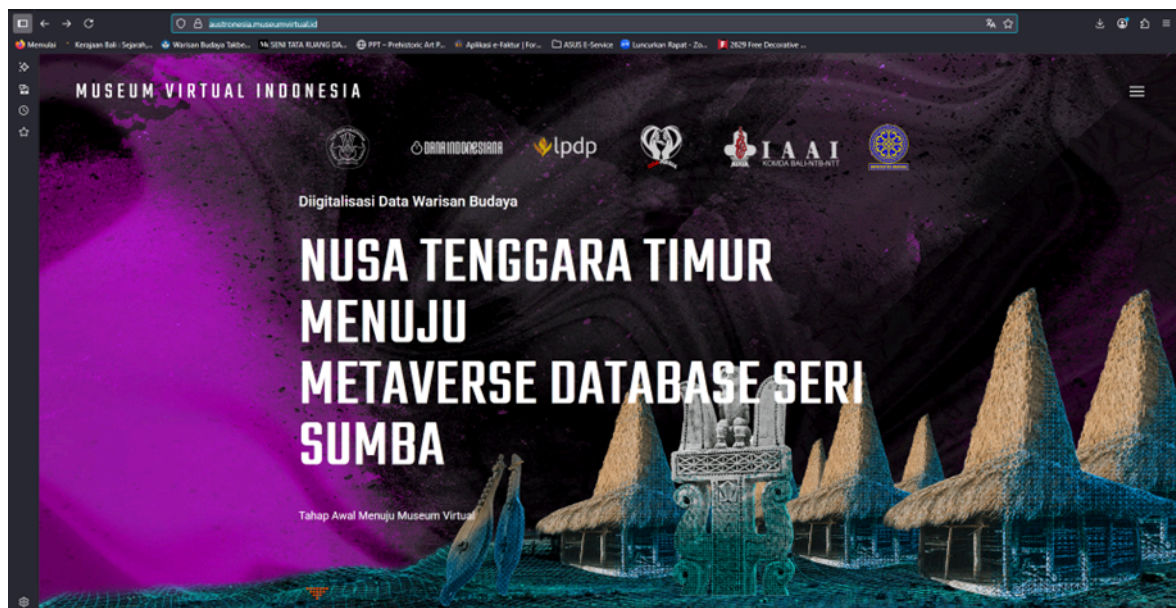 austronesia.museumvirtual.id
Memulai
Kerajaan Bali : Sejarah,...
Warisan Budaya Takbe...
SENI TATA RUANG DA...
PPT – Prehistoric Art P...
Aplikasi e-Faktur | For...
ASUS E-Service
Luncurkan Rapat - Zo...
2629 Free Decorative ...
MUSEUM VIRTUAL INDONESIA
DANA INDONESIANA
lpdp
IAAI
KOMDA BALI-NTB-NTT
Diigitalisasi Data Warisan Budaya
NUSA TENGGARA TIMUR
MENUJU
METAVERSE DATABASE SERI
SUMBA
Tahap Awal Menuju Museum Virtual